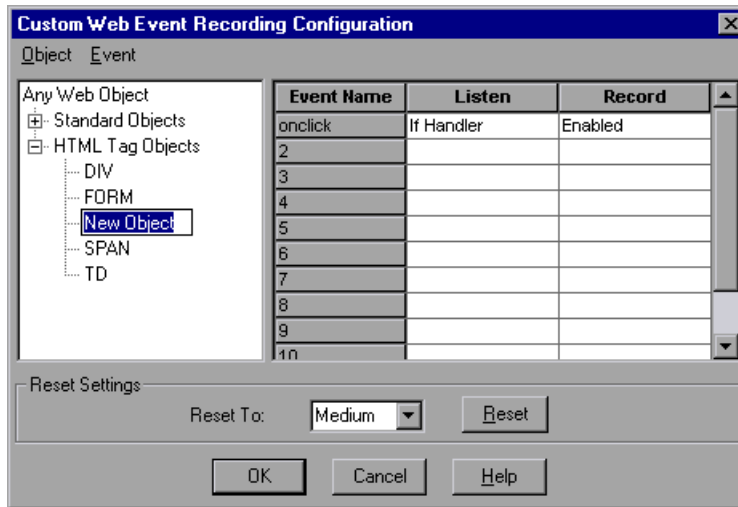 Custom Web Event Recording Configuration
Object Event
Any Web Object
Standard Objects
HTML Tag Objects
DIV
FORM
New Object
SPAN
TD
Event Name Listen Record
onclick If Handler Enabled
2
3
4
5
6
7
8
9
10
Reset Settings
Reset To: Medium Reset
OK Cancel Help